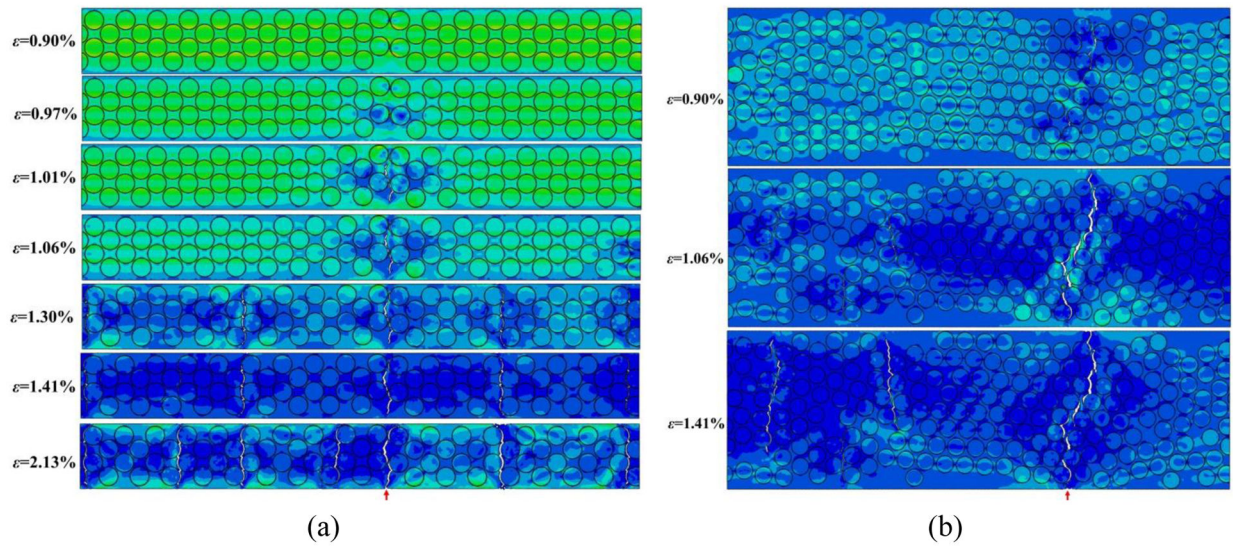 ε=0.90%
ε=0.97%
ε=1.01%
ε=1.06%
ε=1.30%
ε=1.41%
ε=2.13%
(a)
ε=0.90%
ε=1.06%
ε=1.41%
(b)